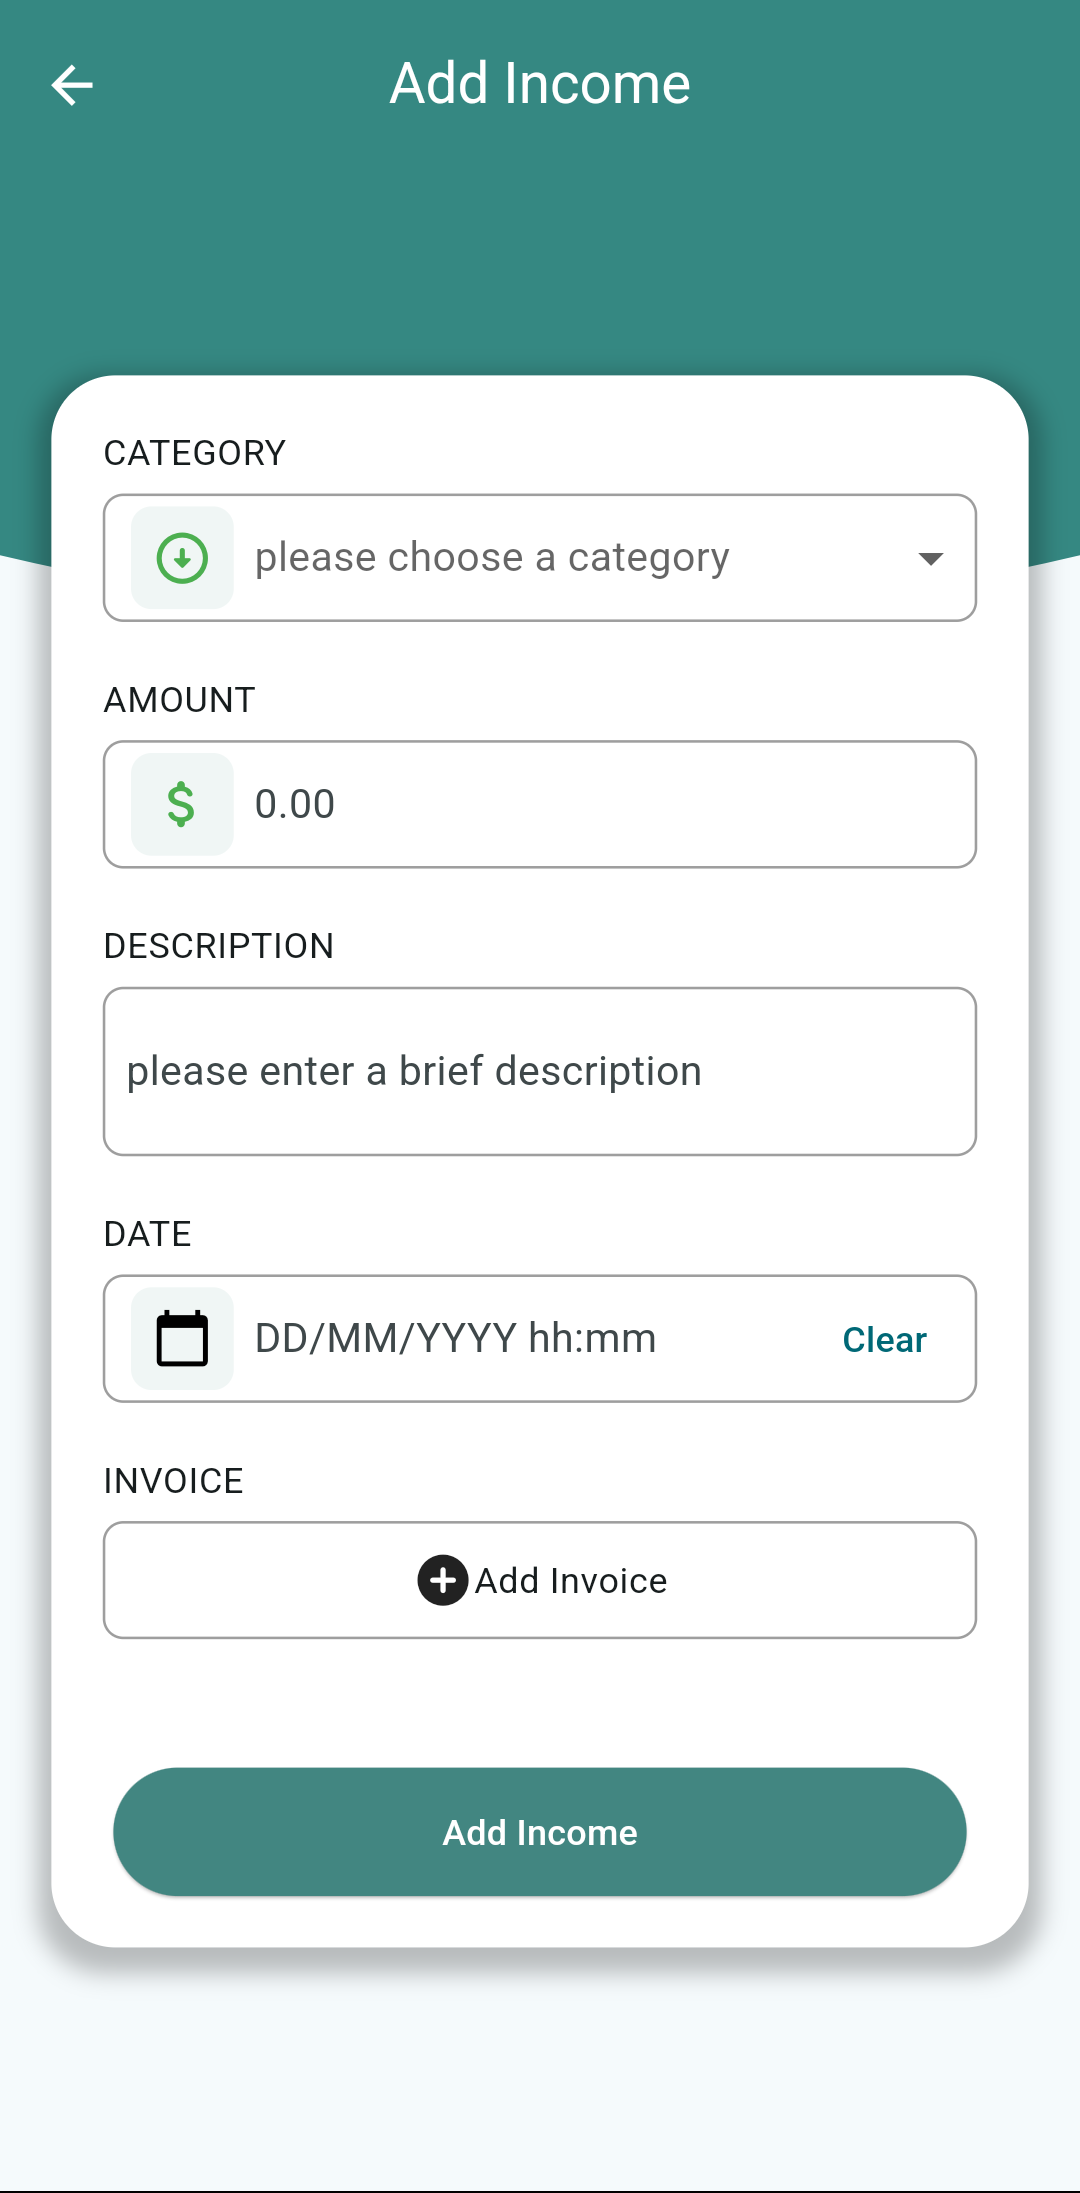 Add Income
CATEGORY
please choose a category
AMOUNT
$ 0.00
DESCRIPTION
please enter a brief description
DATE
DD/MM/YYYY hh:mm Clear
INVOICE
Add Invoice
Add Income